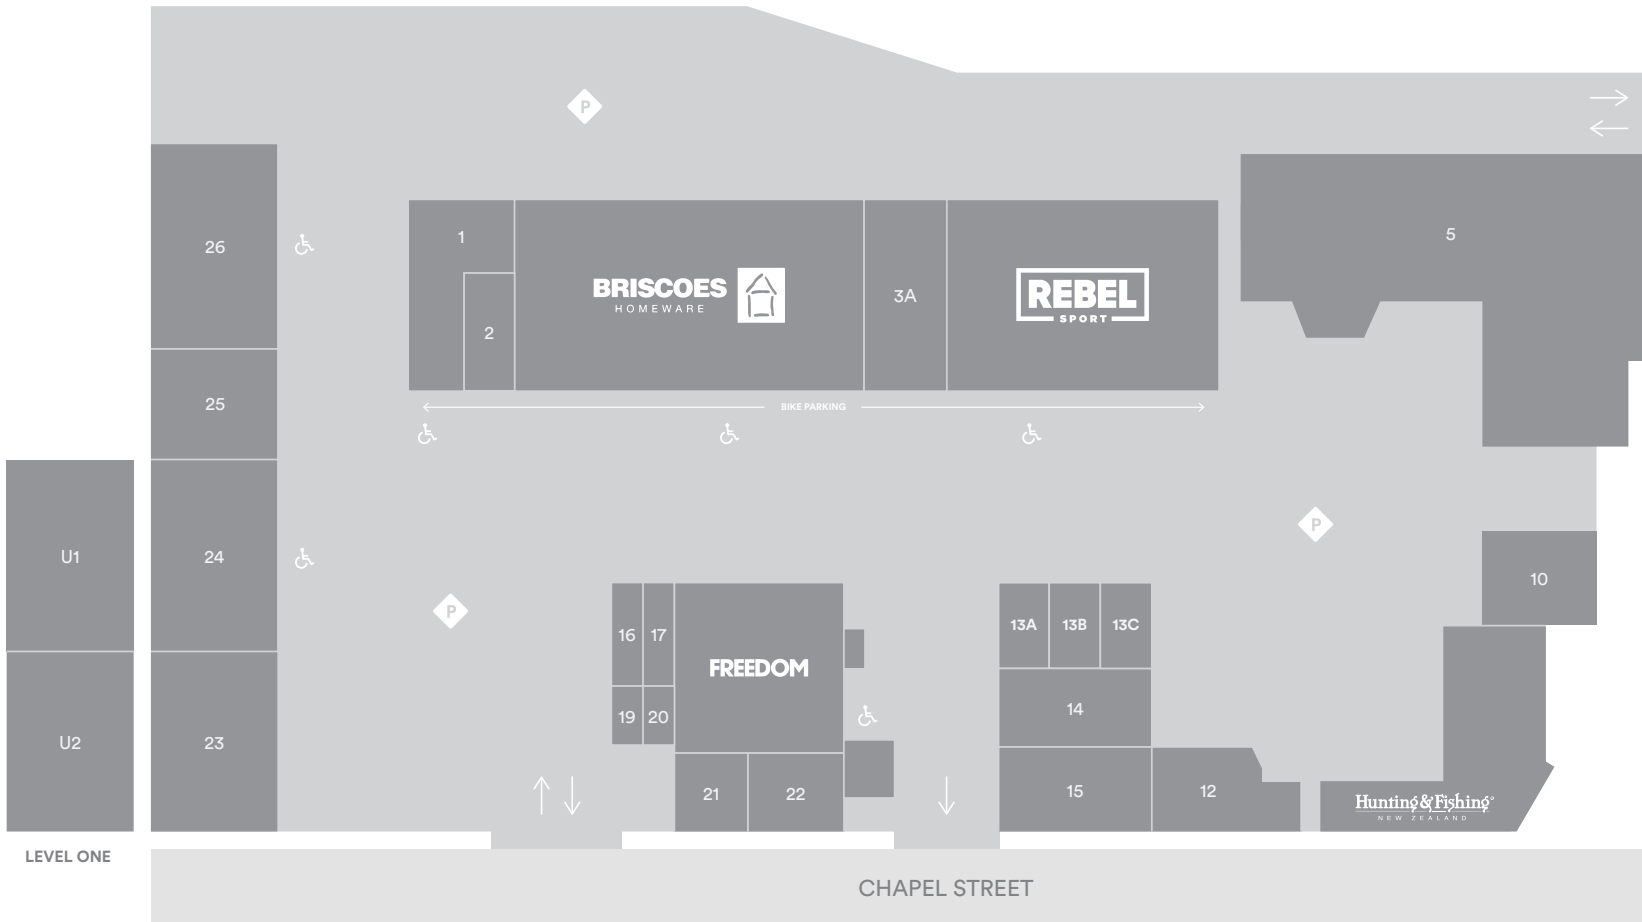 P
26
1
BRISCOES
HOMEWARE
2
3A
REBEL
SPORT
5
25
BIKE PARKING
U1
24
P
10
P
16
17
FREEDOM
13A
13B
13C
19
20
14
U2
23
21
22
15
12
Hunting & Fishing
NEW ZEALAND
LEVEL ONE
CHAPEL STREET